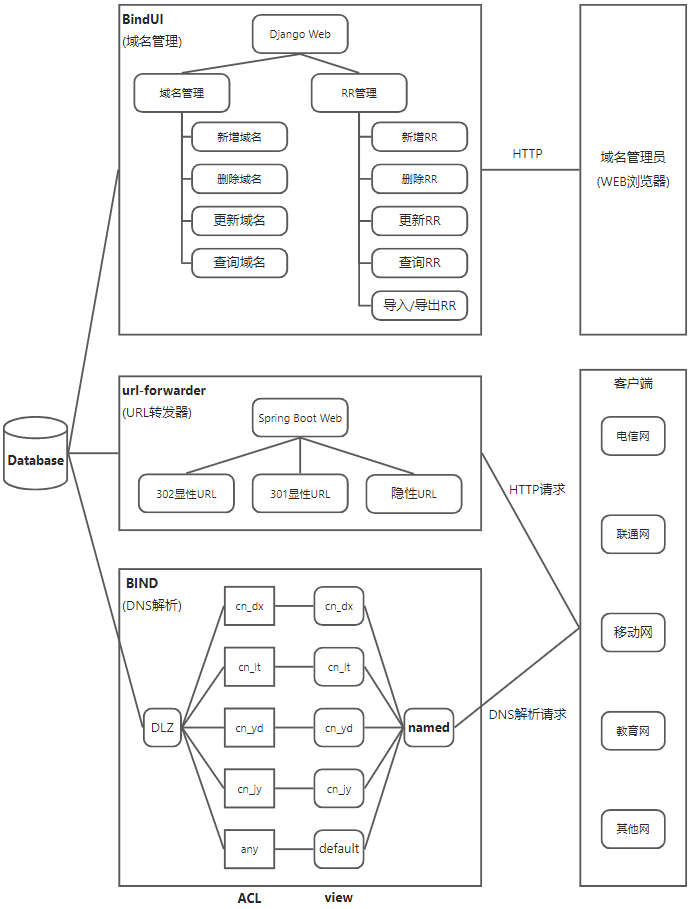 BindUI
(域名管理)
Django Web
域名管理
RR管理
新增域名
新增RR
删除域名
删除RR
更新域名
更新RR
查询域名
查询RR
导入/导出RR
HTTP
域名管理员
(WEB浏览器)
Database
url-forwarder
(URL转发器)
Spring Boot Web
302显性URL
301显性URL
隐性URL
HTTP请求
客户端
电信网
联通网
移动网
教育网
其他网
BIND
(DNS解析)
DLZ
cn_dx
cn_dx
cn_lt
cn_lt
cn_yd
cn_yd
cn_jy
cn_jy
any
default
named
DNS解析请求
ACL
view